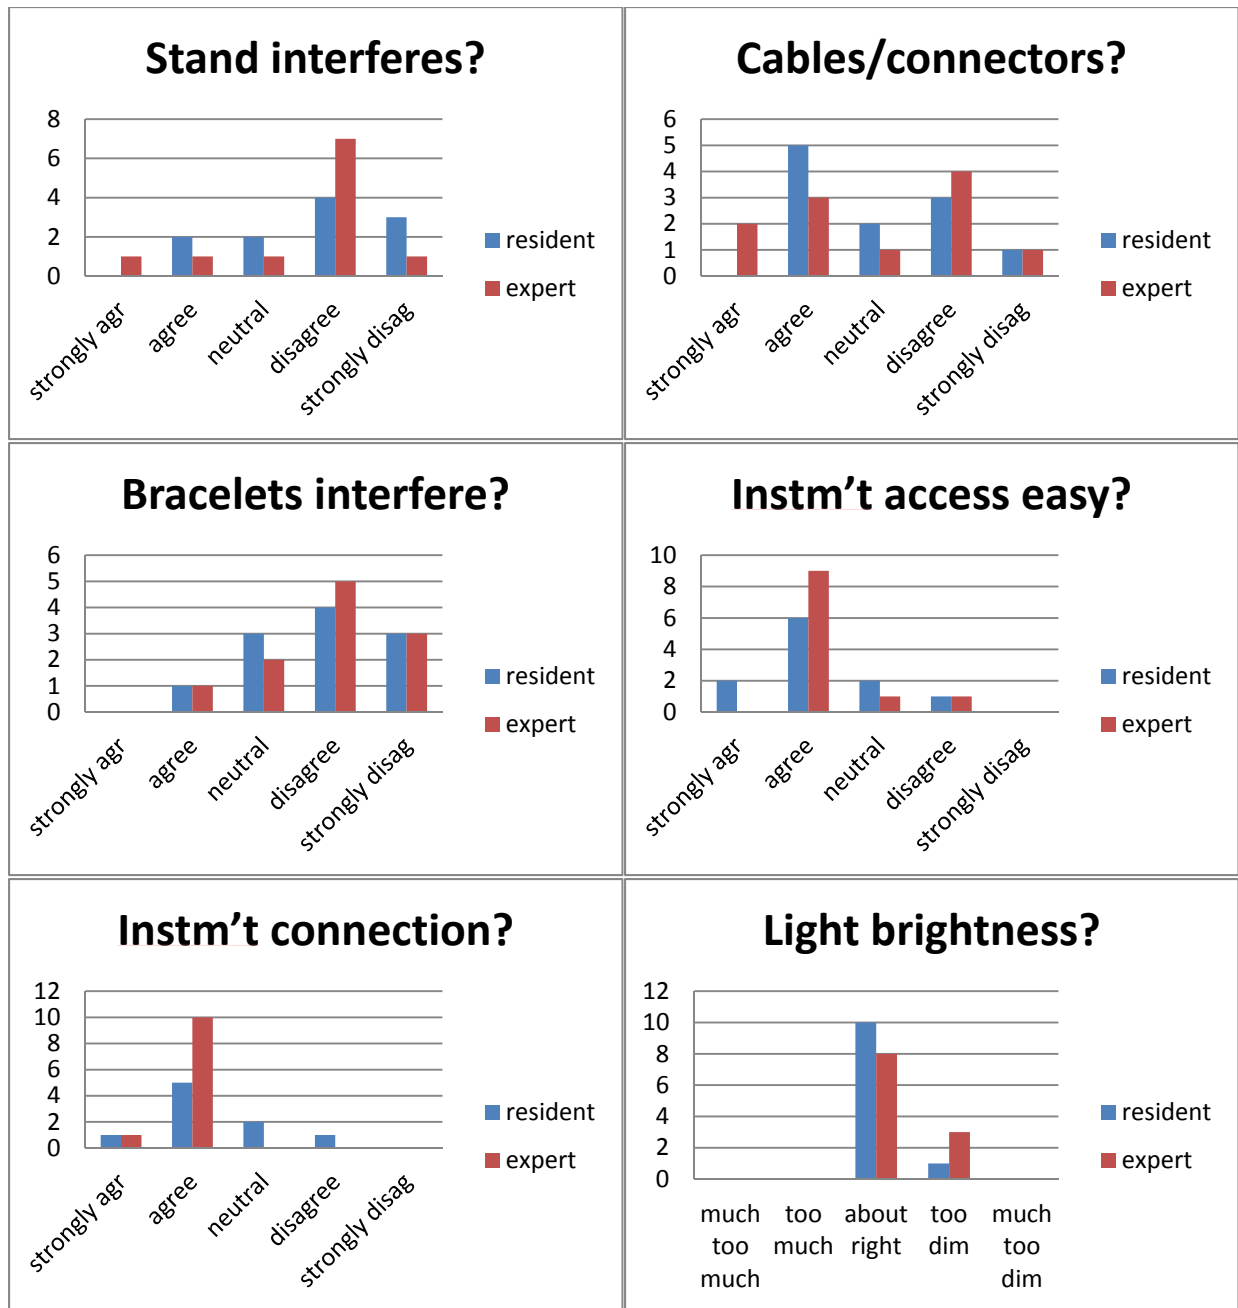 Stand interferes?
8
6
4
2
0
strongly agr
agree
neutral
disagree
strongly disag
resident
expert
Cables/connectors?
6
5
4
3
2
1
0
strongly agr
agree
neutral
disagree
strongly disag
resident
expert
Bracelets interfere?
6
5
4
3
2
1
0
strongly agr
agree
neutral
disagree
strongly disag
resident
expert
Instm’t access easy?
10
8
6
4
2
0
strongly agr
agree
neutral
disagree
strongly disag
resident
expert
Instm’t connection?
12
10
8
6
4
2
0
strongly agr
agree
neutral
disagree
strongly disag
resident
expert
Light brightness?
12
10
8
6
4
2
0
much too much
too much
about right
too dim
much too dim
resident
expert